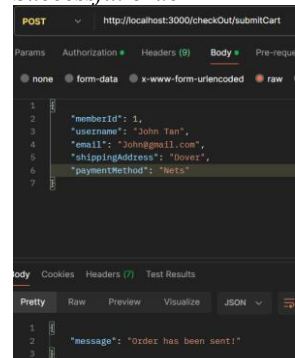 POST http://localhost:3000/checkOut/submitCart
Params Authorization Headers (9) Body Pre-reque
none form-data x-www-form-urlencoded raw
1 {
2 "memberId": 1,
3 "username": "John Tan",
4 "email": "John@gmail.com",
5 "shippingAddress": "Dover",
6 "paymentMethod": "Nets"
7 }
ody Cookies Headers (7) Test Results
Pretty Raw Preview Visualize JSON
1 {
2 "message": "Order has been sent!"
3 }